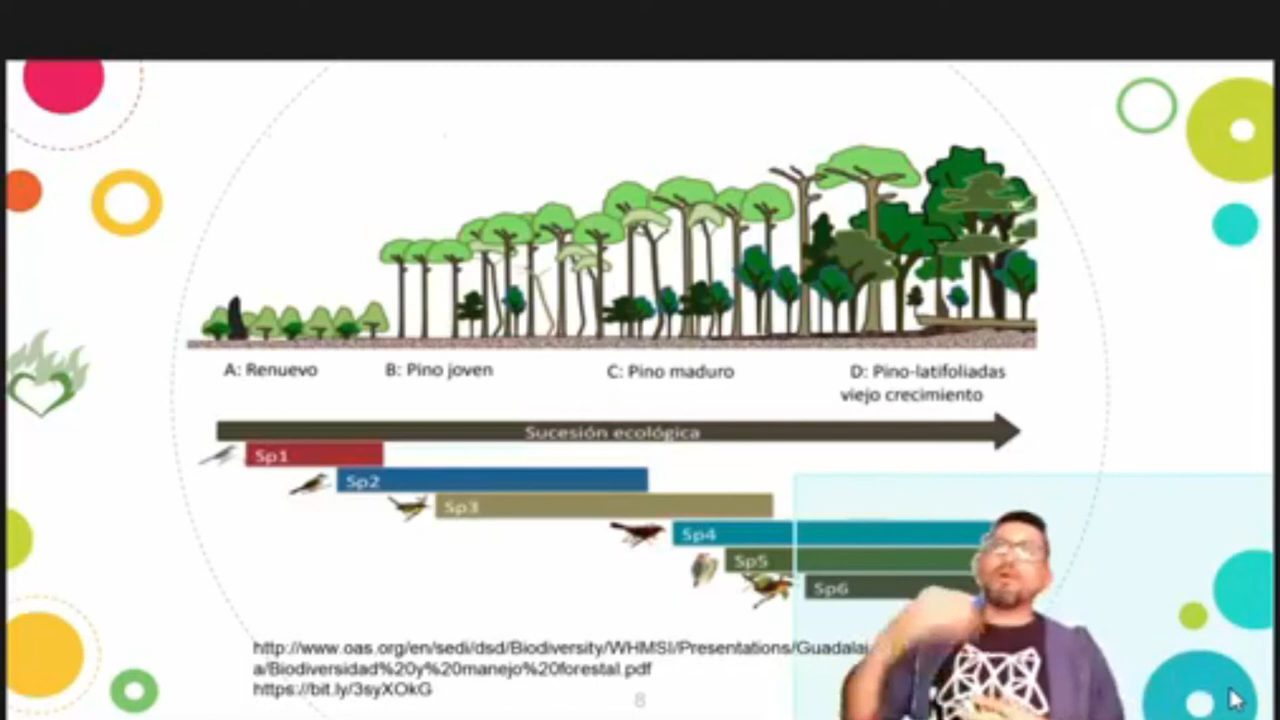 A: Renuevo
B: Pino joven
C: Pino maduro
D: Pino-latifoliadas
viejo crecimiento
Sucesión ecológica
Sp1
Sp2
Sp3
Sp4
Sp5
Sp6
http://www.oas.org/en/sedi/dsd/Biodiversity/WHMSI/Presentations/Guadalaj
a/Biodiversidad%20y%20manejo%20forestal.pdf
https://bit.ly/3syXOkG
8